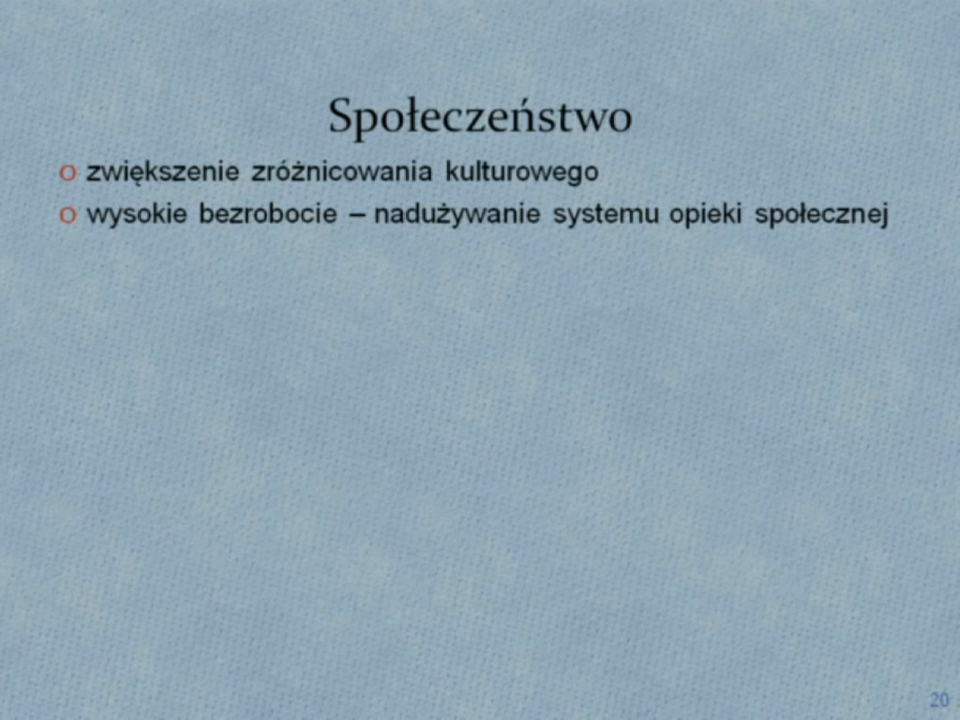 Społeczeństwo
o zwiększenie zróżnicowania kulturowego
o wysokie bezrobocie – nadużywanie systemu opieki społecznej
20